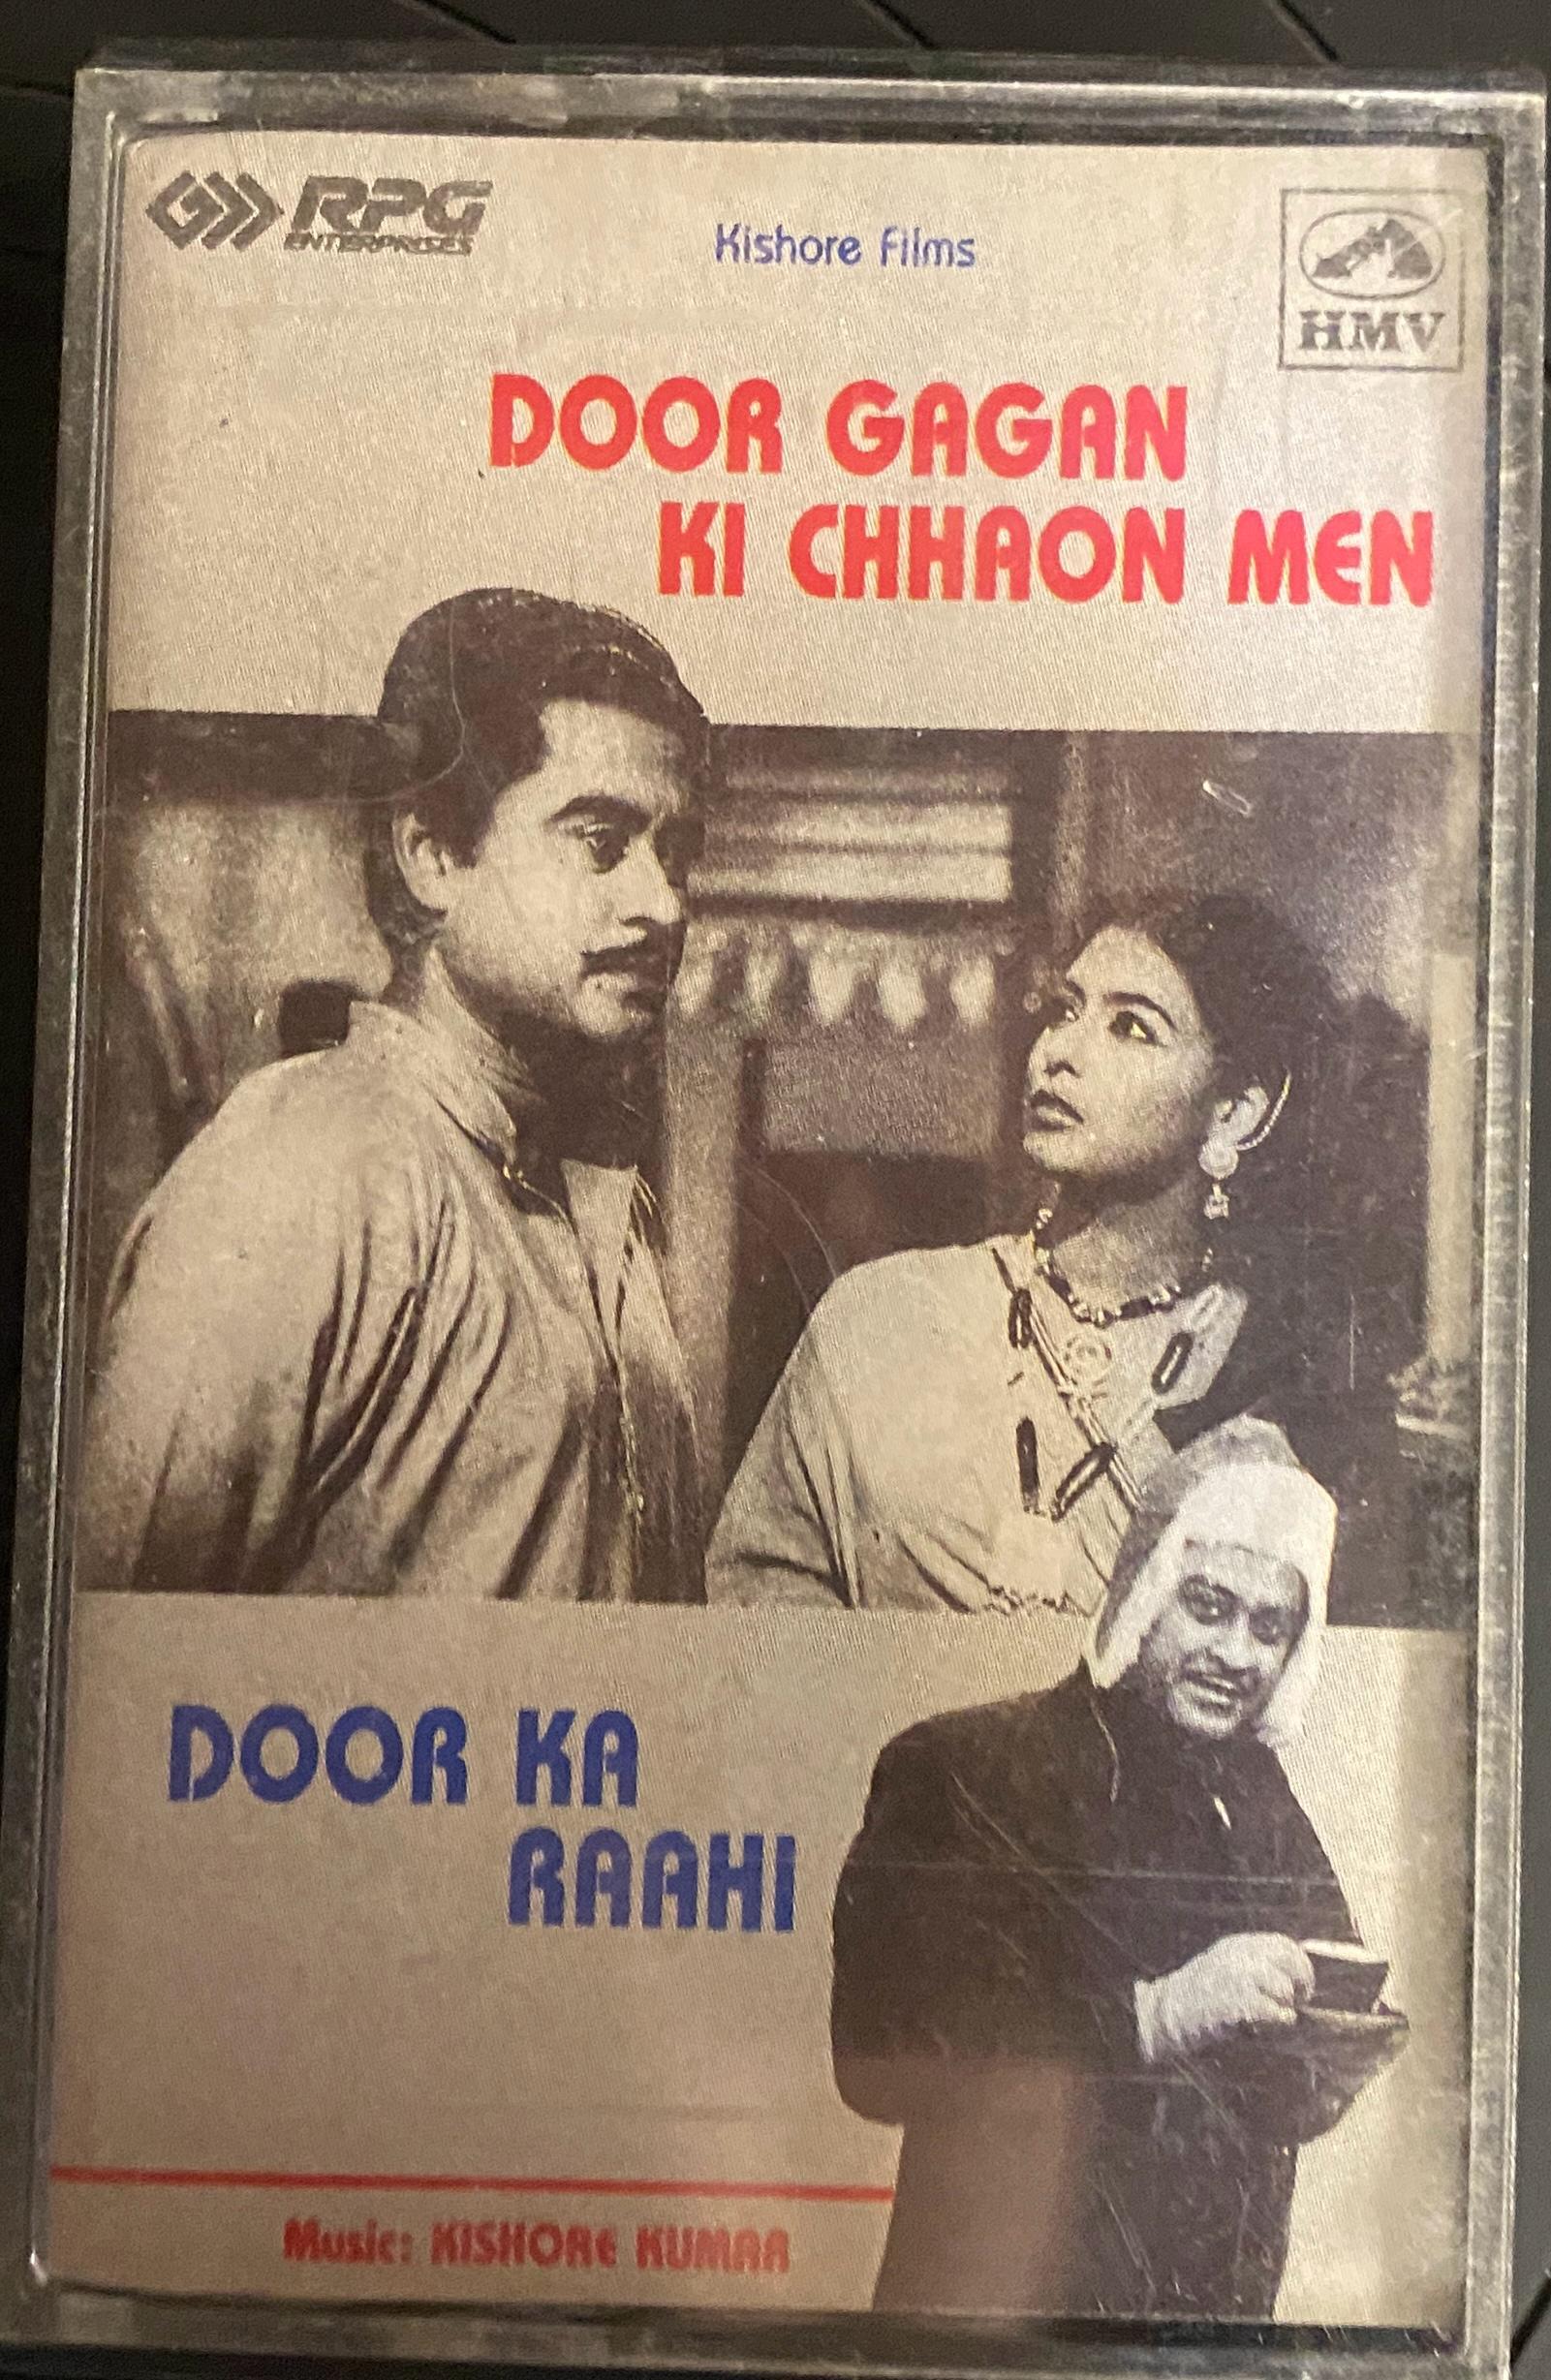 RPG
ENTERPRISES
Kishore Films
HMV
DOOR GAGAN
KI CHHAON MEN
DOOR KA
RAAHI
Music: KISHORE KUMAR